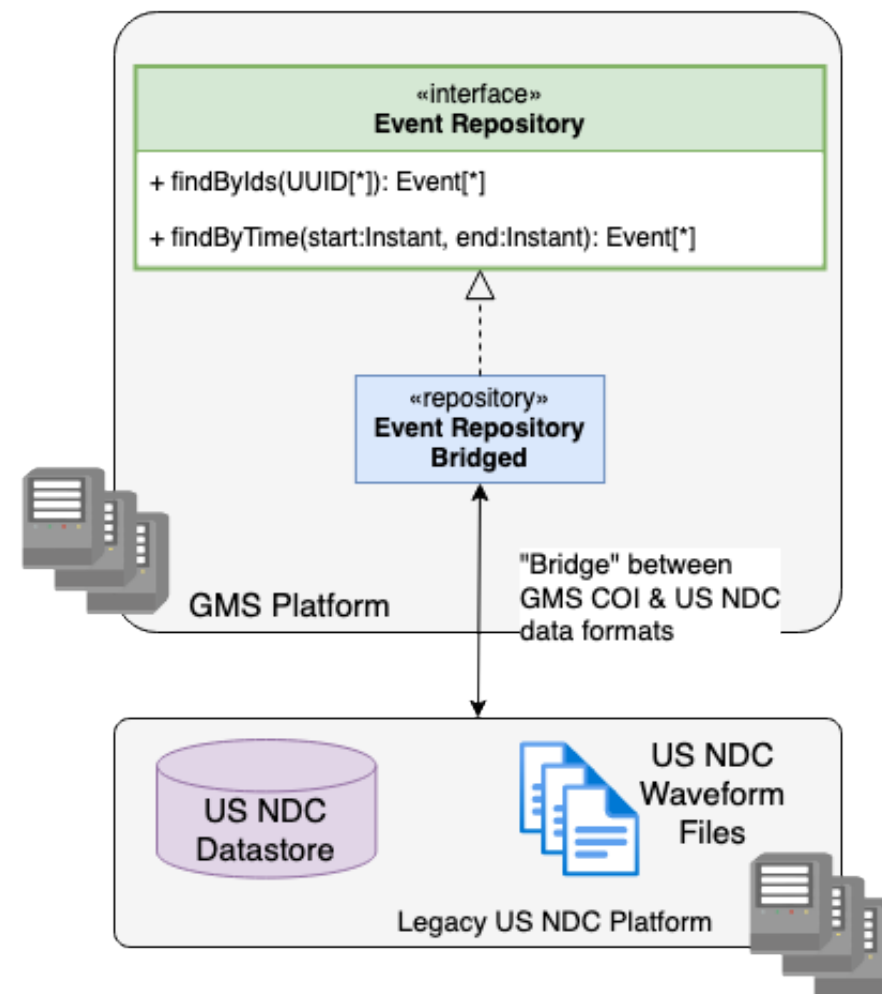 «interface»
Event Repository
+ findByIds(UUID[*]): Event[*]
+ findByTime(start:Instant, end:Instant): Event[*]
«repository»
Event Repository
Bridged
"Bridge" between
GMS COI & US NDC
data formats
GMS Platform
US NDC
Datastore
US NDC
Waveform
Files
Legacy US NDC Platform